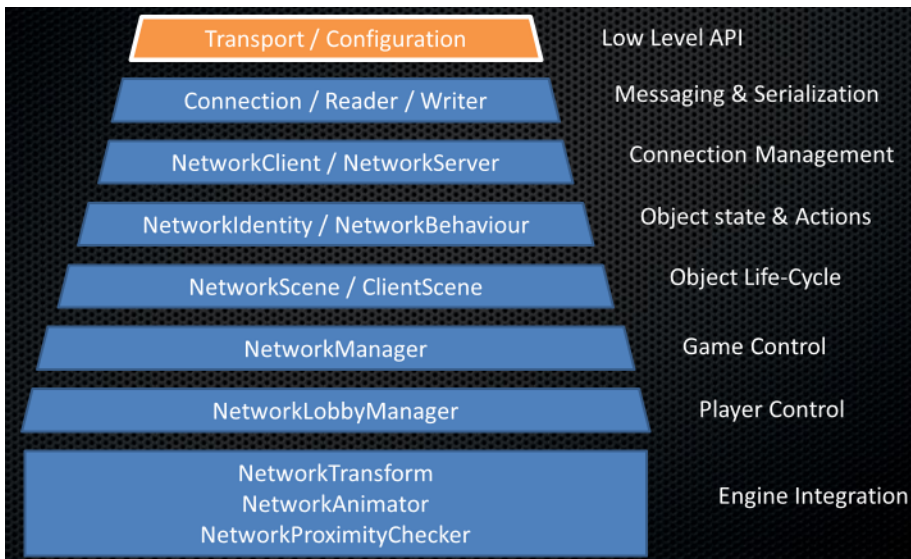 Transport / Configuration
Low Level API
Connection / Reader / Writer
Messaging & Serialization
NetworkClient / NetworkServer
Connection Management
NetworkIdentity / NetworkBehaviour
Object state & Actions
NetworkScene / ClientScene
Object Life-Cycle
NetworkManager
Game Control
NetworkLobbyManager
Player Control
NetworkTransform
NetworkAnimator
NetworkProximityChecker
Engine Integration